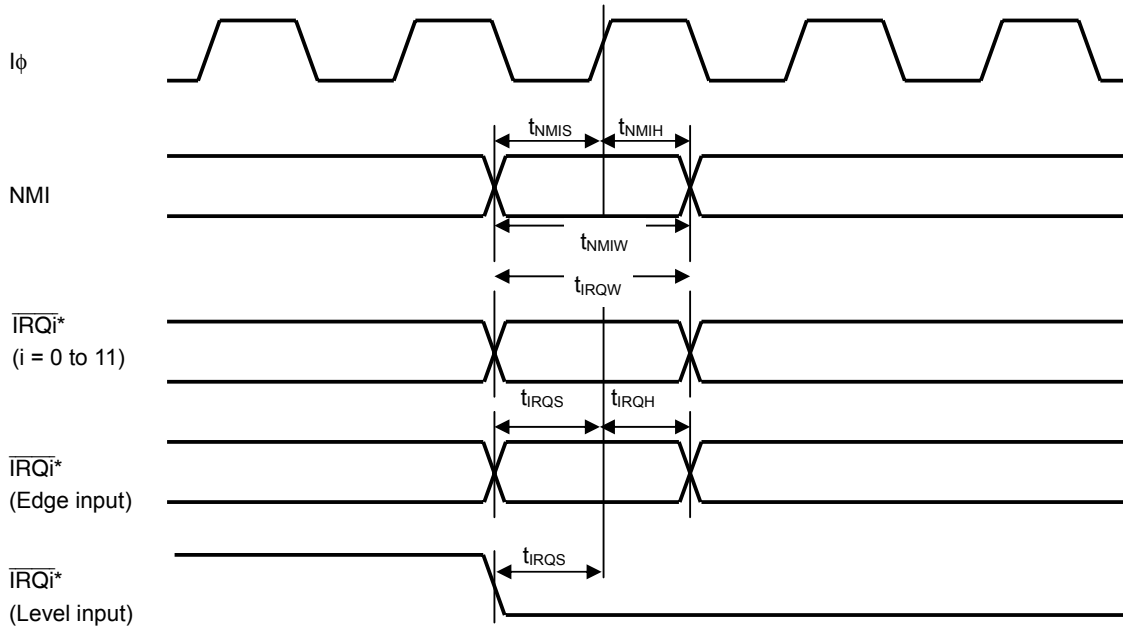 Iϕ
tNMIS tNMIH
NMI
tNMIW
tIRQW
IRQi*
(i = 0 to 11)
tIRQS tIRQH
IRQi*
(Edge input)
tIRQS
IRQi*
(Level input)